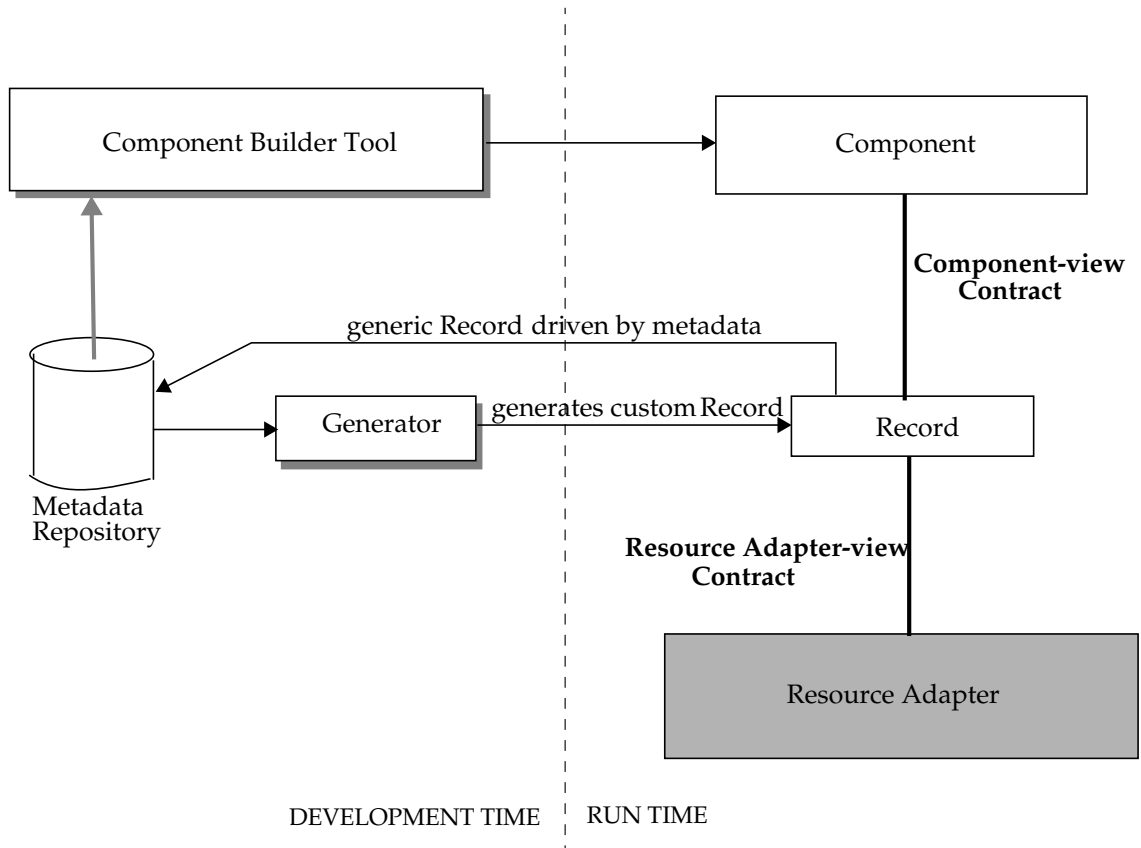 Component Builder Tool
Component
Component-view
Contract
generic Record driven by metadata
generates custom Record
Generator
Record
Metadata
Repository
Resource Adapter-view
Contract
Resource Adapter
DEVELOPMENT TIME
RUN TIME